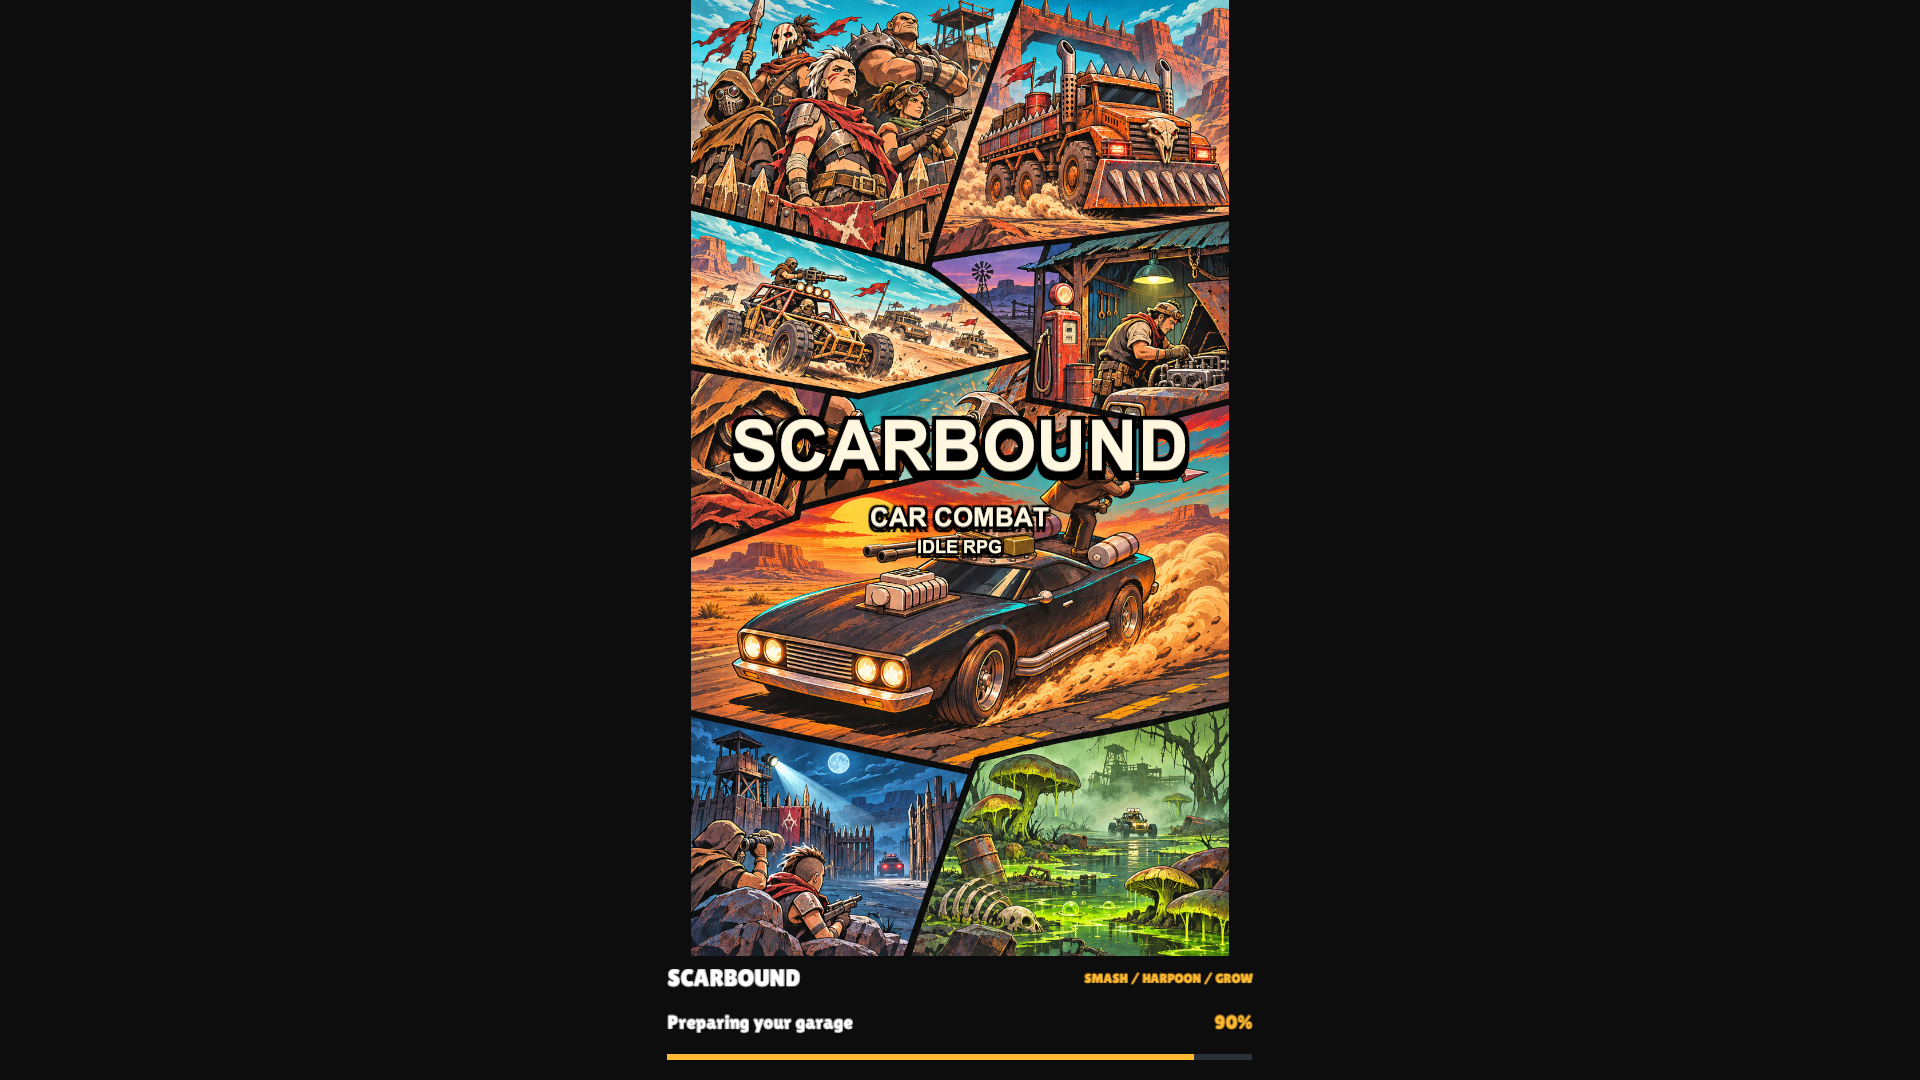 SCARBOUND
CAR COMBAT
IDLE RPG
SCARBOUND
SMASH / HARPOON / GROW
Preparing your garage
90%